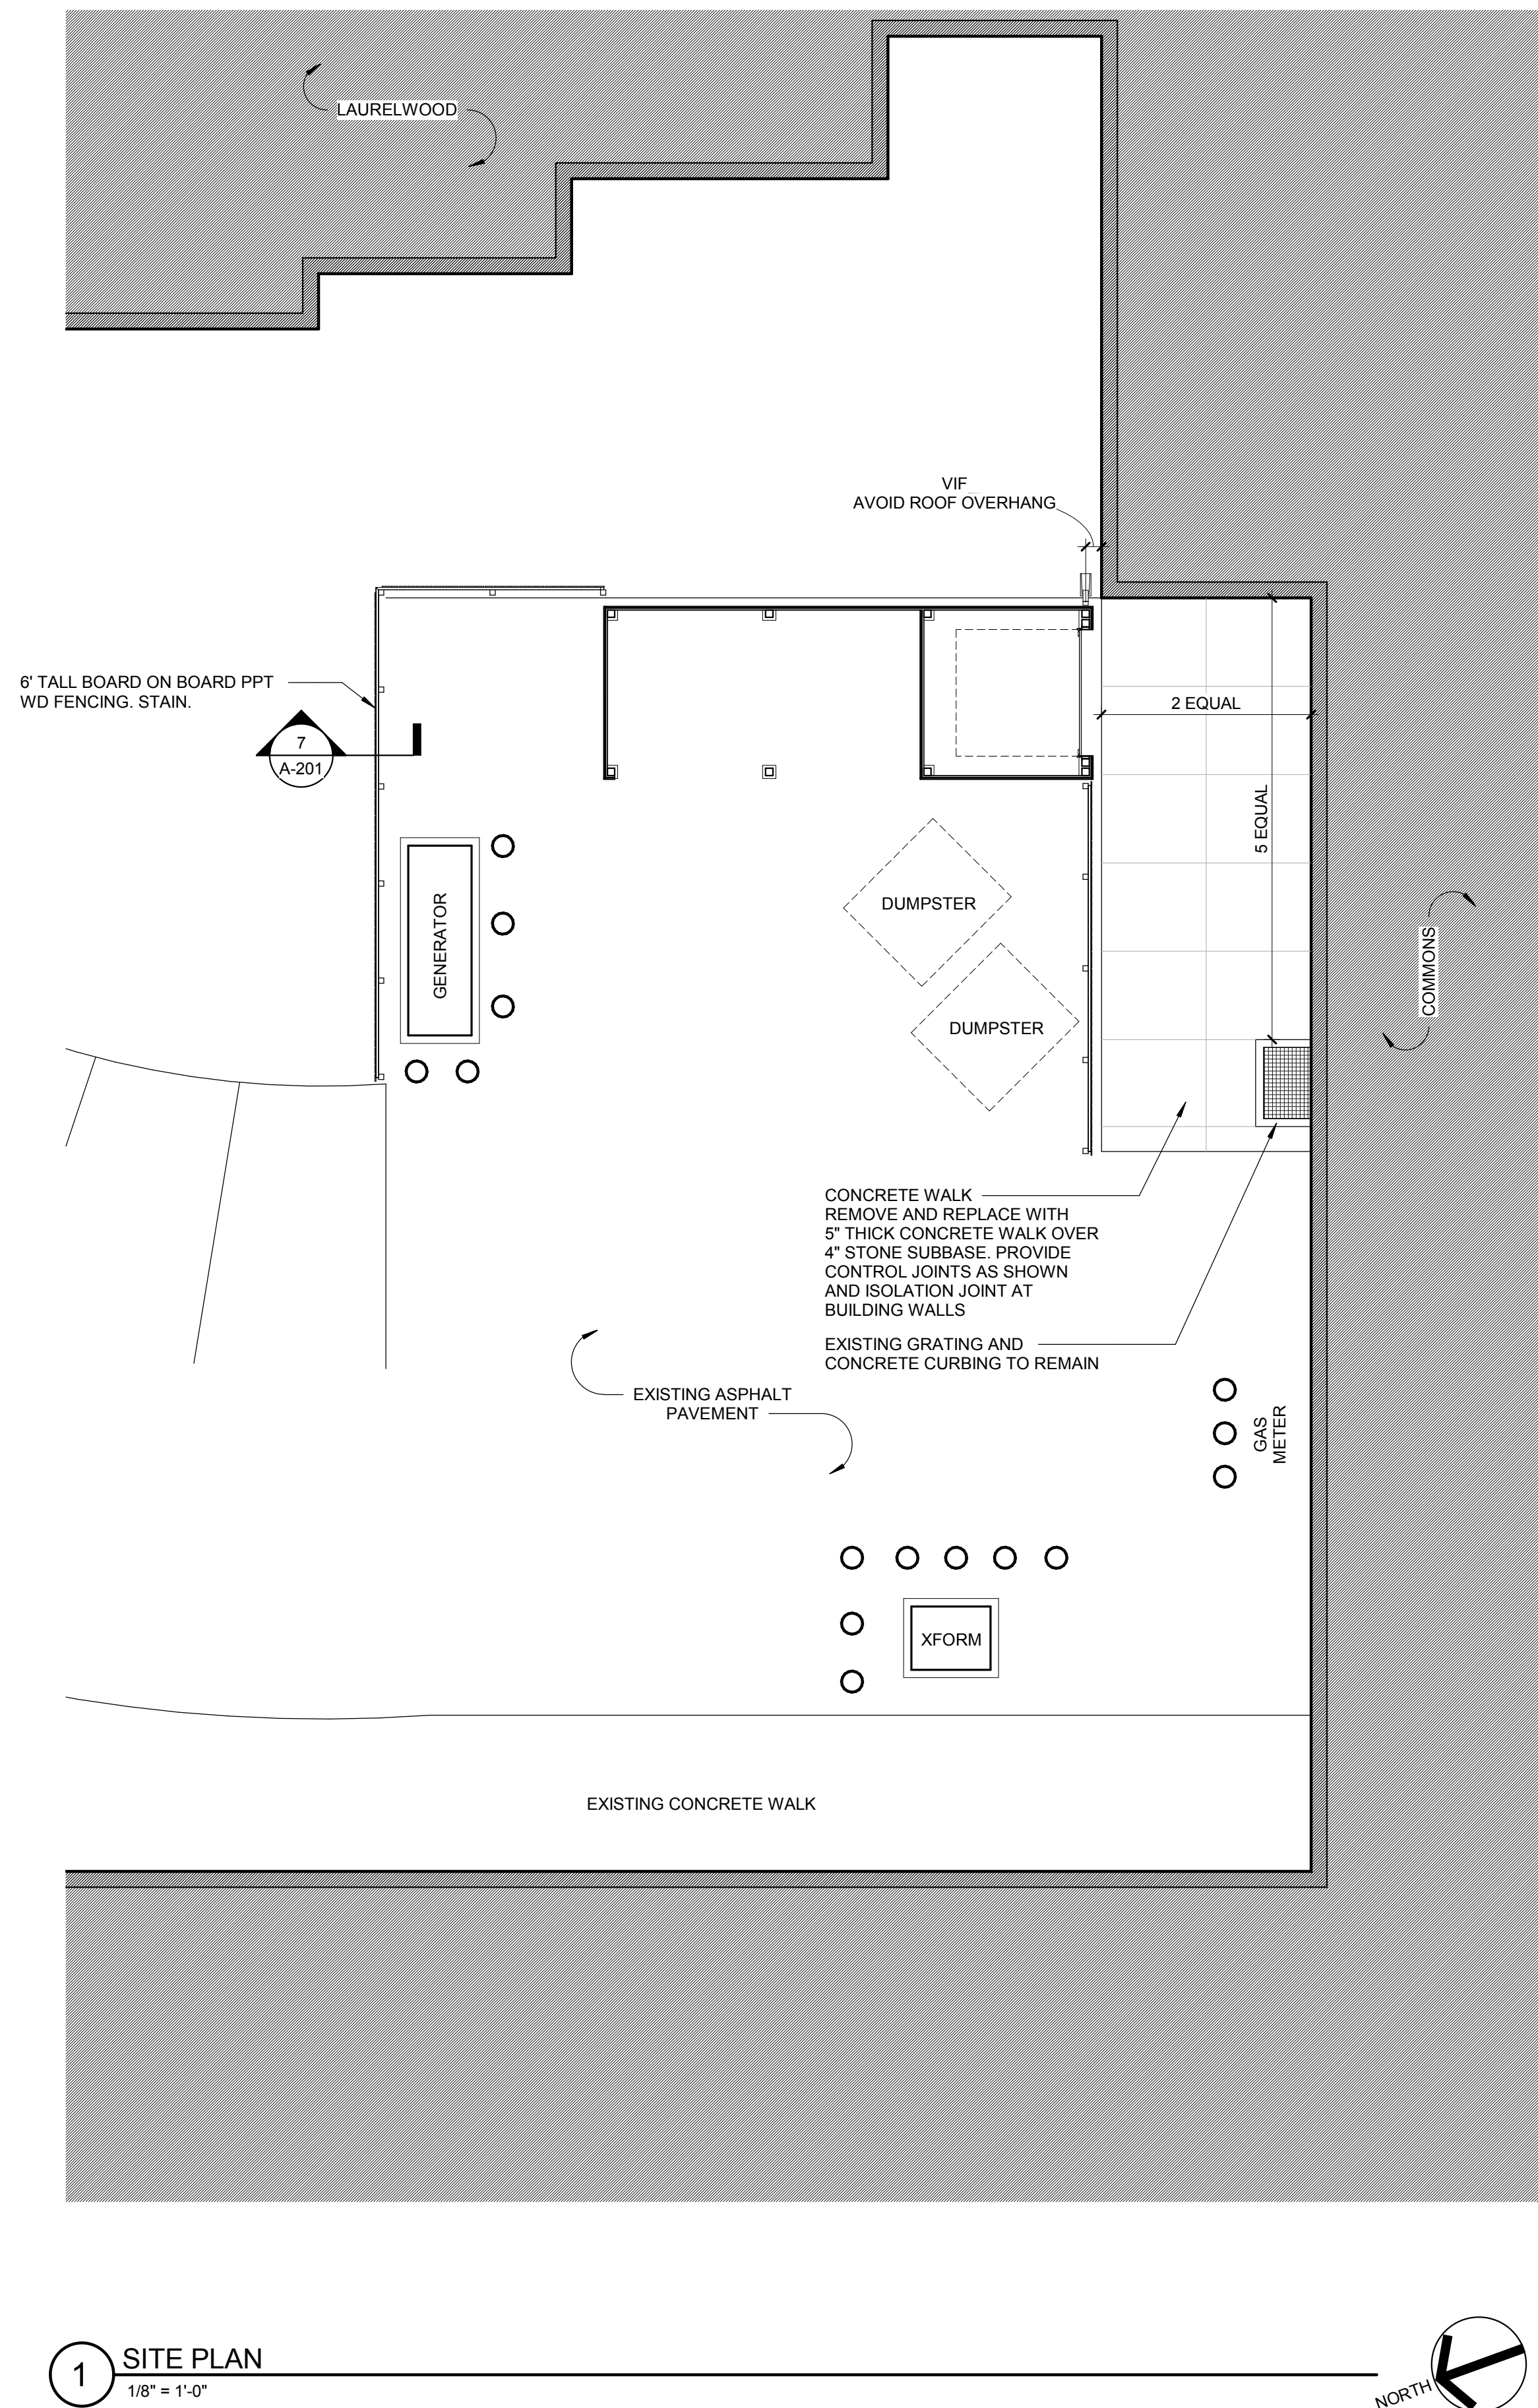 LAURELWOOD
VIF
AVOID ROOF OVERHANG
6' TALL BOARD ON BOARD PPT
WD FENCING. STAIN.
7
A-201
2 EQUAL
5 EQUAL
GENERATOR
DUMPSTER
DUMPSTER
COMMONS
CONCRETE WALK
REMOVE AND REPLACE WITH
5" THICK CONCRETE WALK OVER
4" STONE SUBBASE. PROVIDE
CONTROL JOINTS AS SHOWN
AND ISOLATION JOINT AT
BUILDING WALLS
EXISTING GRATING AND
CONCRETE CURBING TO REMAIN
EXISTING ASPHALT
PAVEMENT
GAS
METER
XFORM
EXISTING CONCRETE WALK
1
SITE PLAN
1/8" = 1'-0"
NORTH